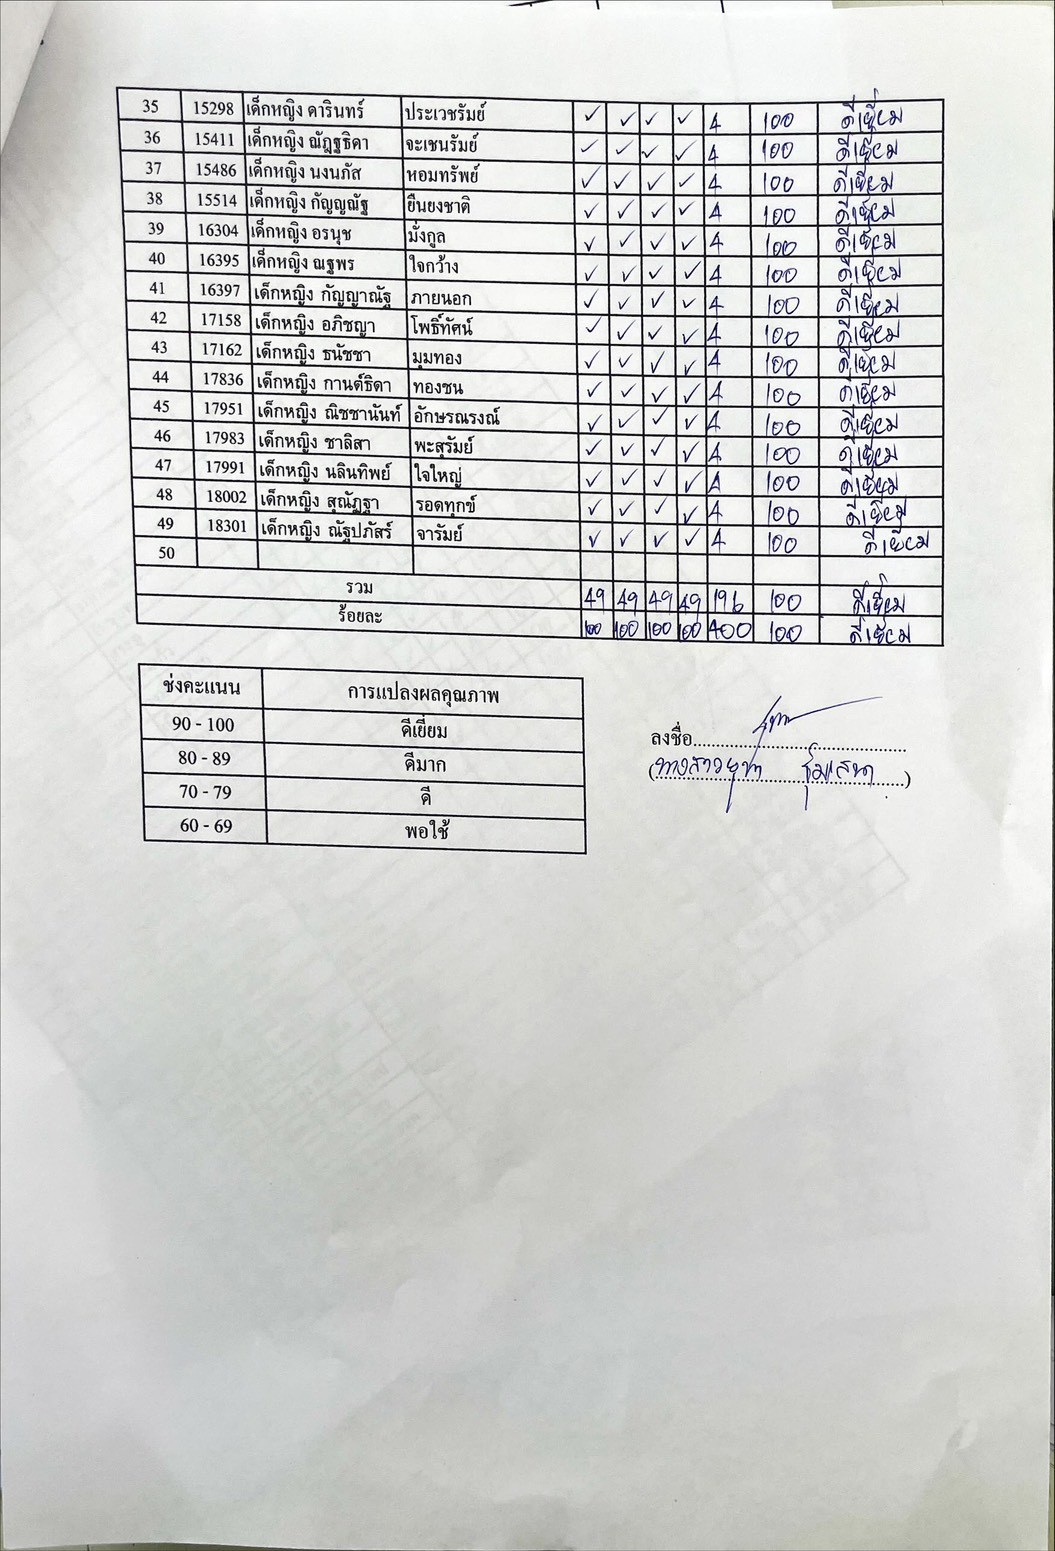 35 15298 เด็กหญิง ดารินทร์ ประเวชรัมย์ ✓ ✓ ✓ ✓ 4 100 ดีเยี่ยม
36 15411 เด็กหญิง ณัฎฐธิดา จะเชนรัมย์ ✓ ✓ ✓ ✓ 4 100 ดีเยี่ยม
37 15486 เด็กหญิง นงนภัส หอมทรัพย์ ✓ ✓ ✓ ✓ 4 100 ดีเยี่ยม
38 15514 เด็กหญิง กัญญณัฐ ยืนยงชาติ ✓ ✓ ✓ ✓ 4 100 ดีเยี่ยม
39 16304 เด็กหญิง อรนุช มั่งกูล ✓ ✓ ✓ ✓ 4 100 ดีเยี่ยม
40 16395 เด็กหญิง ณฐพร ใจกว้าง ✓ ✓ ✓ ✓ 4 100 ดีเยี่ยม
41 16397 เด็กหญิง กัญญาณัฐ ภายนอก ✓ ✓ ✓ ✓ 4 100 ดีเยี่ยม
42 17158 เด็กหญิง อภิชญา โพธิ์ทัศน์ ✓ ✓ ✓ ✓ 4 100 ดีเยี่ยม
43 17162 เด็กหญิง ธนัชชา มุมทอง ✓ ✓ ✓ ✓ 4 100 ดีเยี่ยม
44 17836 เด็กหญิง กานต์ธิดา ทองชน ✓ ✓ ✓ ✓ 4 100 ดีเยี่ยม
45 17951 เด็กหญิง ณิชชานันท์ อักษรณรงณ์ ✓ ✓ ✓ ✓ 4 100 ดีเยี่ยม
46 17983 เด็กหญิง ชาลิสา พะสุรัมย์ ✓ ✓ ✓ ✓ 4 100 ดีเยี่ยม
47 17991 เด็กหญิง นลินทิพย์ ใจใหญ่ ✓ ✓ ✓ ✓ 4 100 ดีเยี่ยม
48 18002 เด็กหญิง สุณัฏฐา รอดทุกข์ ✓ ✓ ✓ ✓ 4 100 ดีเยี่ยม
49 18301 เด็กหญิง ณัฐปภัสร์ จารัมย์ ✓ ✓ ✓ ✓ 4 100 ดีเยี่ยม
50
รวม 49 49 49 49 196 100 ดีเยี่ยม
ร้อยละ 100 100 100 100 400 100 ดีเยี่ยม
ช่งคะแนน การแปลงผลคุณภาพ
90 - 100 ดีเยี่ยม
80 - 89 ดีมาก
70 - 79 ดี
60 - 69 พอใช้
ลงชื่อ